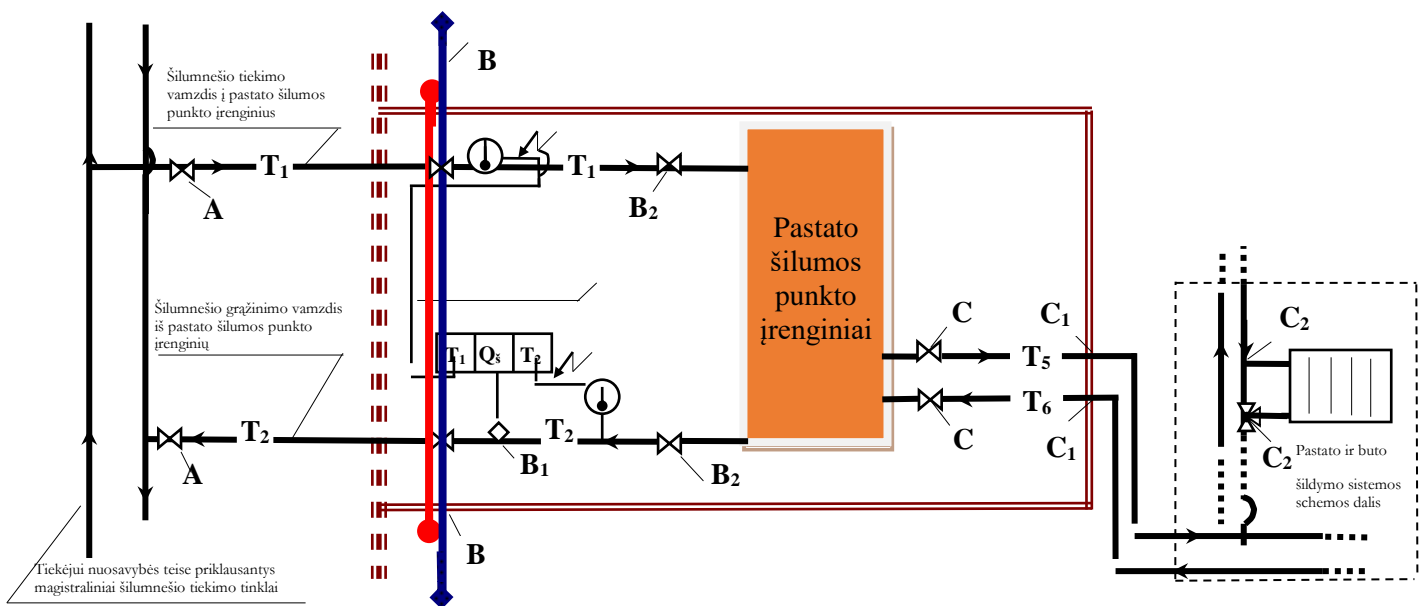 B
Šilumnešio tiekimo
vamzdis į pastato šilumos
punkto įrenginius
T₁
T₁
A
B₂
Pastato
šilumos
punkto
įrenginiai
Šilumnešio grąžinimo vamzdis
iš pastato šilumos punkto
įrenginių
C
C₁
C₂
T₁ Qš T₂
T₅
T₆
C
C₁
T₂
T₂
A
B₁
B₂
C₂
Pastato ir buto
šildymo sistemos
schemos dalis
B
Tiekėjui nuosavybės teise priklausantys
magistraliniai šilumnešio tiekimo tinklai